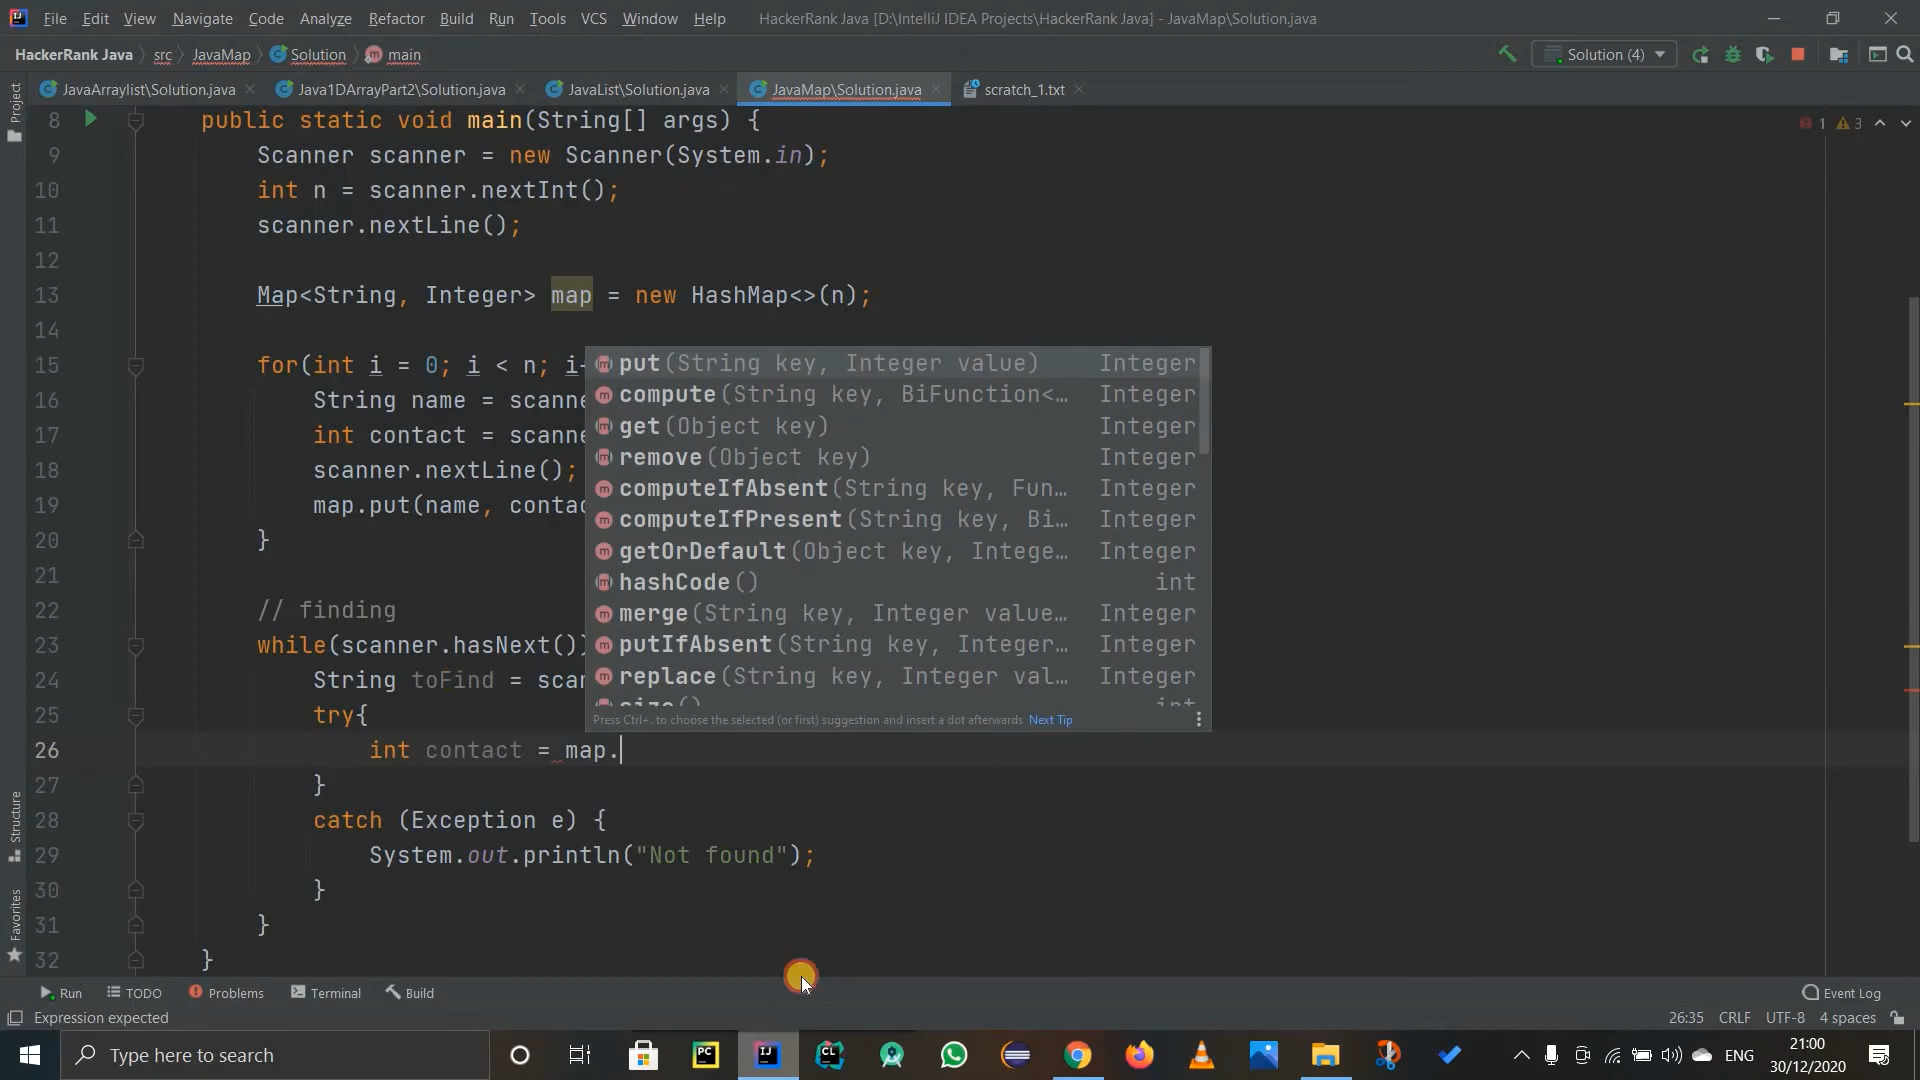 File Edit View Navigate Code Analyze Refactor Build Run Tools VCS Window Help HackerRank Java [D:\IntelliJ IDEA Projects\HackerRank Java] - JavaMap\Solution.java
HackerRank Java src JavaMap Solution main Solution (4)
JavaArraylist\Solution.java Java1DArrayPart2\Solution.java JavaList\Solution.java JavaMap\Solution.java scratch_1.txt
Project
8 public static void main(String[] args) { 1 3
9 Scanner scanner = new Scanner(System.in);
10 int n = scanner.nextInt();
11 scanner.nextLine();
12
13 Map<String, Integer> map = new HashMap<>(n);
14
15 for(int i = 0; i < n; i
16 String name = scanne
17 int contact = scanne
18 scanner.nextLine();
19 map.put(name, contac
20 }
21
22 // finding
23 while(scanner.hasNext())
24 String toFind = scan
25 try{
26 int contact = map.
27 }
28 catch (Exception e) {
29 System.out.println("Not found");
30 }
31 }
32 }
put(String key, Integer value) Integer
compute(String key, BiFunction<… Integer
get(Object key) Integer
remove(Object key) Integer
computeIfAbsent(String key, Fun… Integer
computeIfPresent(String key, Bi… Integer
getOrDefault(Object key, Intege… Integer
hashCode() int
merge(String key, Integer value… Integer
putIfAbsent(String key, Integer… Integer
replace(String key, Integer val… Integer
size() int
Press Ctrl+. to choose the selected (or first) suggestion and insert a dot afterwards Next Tip
Structure
Favorites
Run TODO Problems Terminal Build Event Log
Expression expected 26:35 CRLF UTF-8 4 spaces
Type here to search PC IJ CL ENG 21:00
30/12/2020